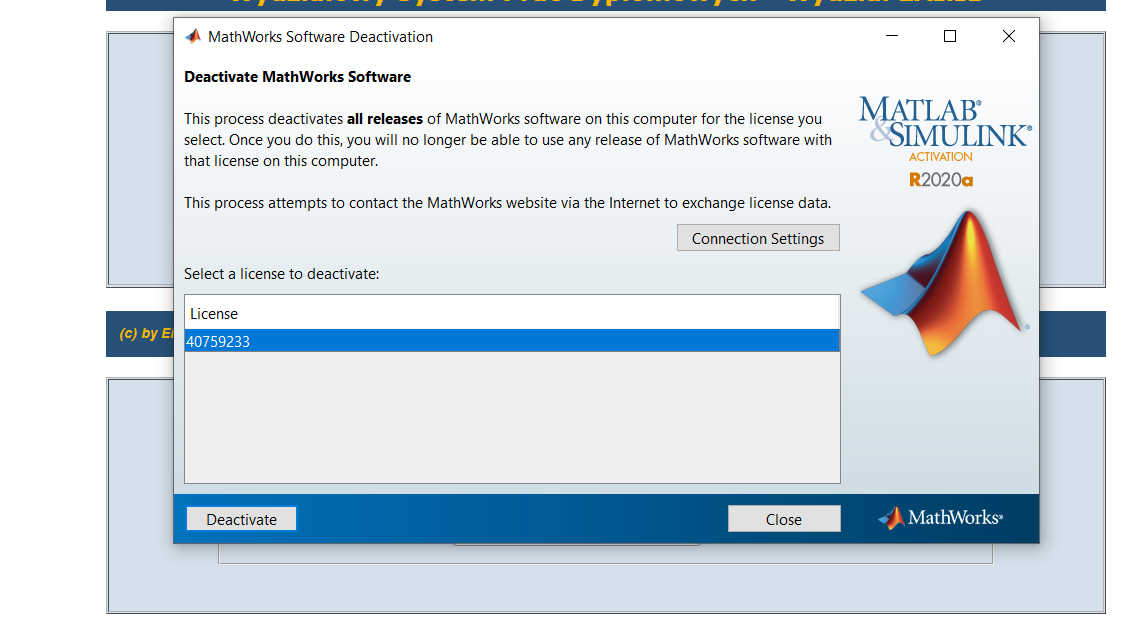 MathWorks Software Deactivation
Deactivate MathWorks Software
This process deactivates all releases of MathWorks software on this computer for the license you
select. Once you do this, you will no longer be able to use any release of MathWorks software with
that license on this computer.
This process attempts to contact the MathWorks website via the Internet to exchange license data.
Connection Settings
Select a license to deactivate:
License
40759233
MATLAB®
&SIMULINK®
ACTIVATION
R2020a
®
(c) by
Deactivate
Close
MathWorks®